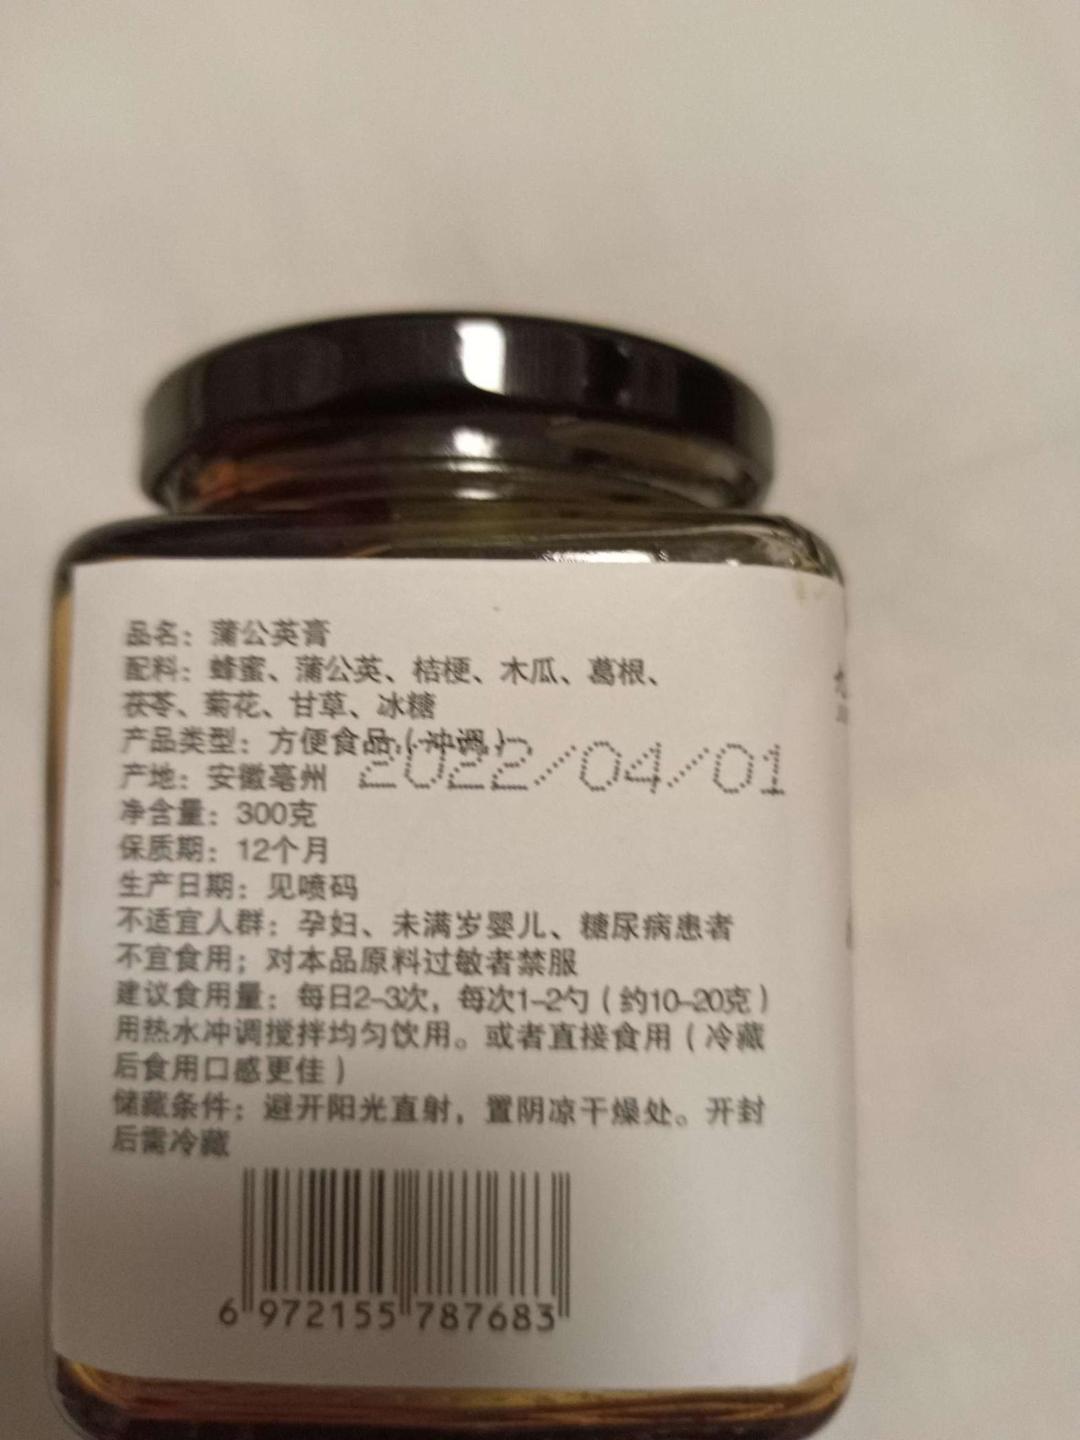 品名：蒲公英膏
配料：蜂蜜、蒲公英、桔梗、木瓜、葛根、
茯苓、菊花、甘草、冰糖
产品类型：方便食品（冲调）
2022/04/01
产地：安徽亳州
净含量：300克
保质期：12个月
生产日期：见喷码
不适宜人群：孕妇、未满岁婴儿、糖尿病患者
不宜食用；对本品原料过敏者禁服
建议食用量：每日2-3次，每次1-2勺（约10-20克）
用热水冲调搅拌均匀饮用。或者直接食用（冷藏
后食用口感更佳）
储藏条件：避开阳光直射，置阴凉干燥处。开封
后需冷藏
6 972155 787683